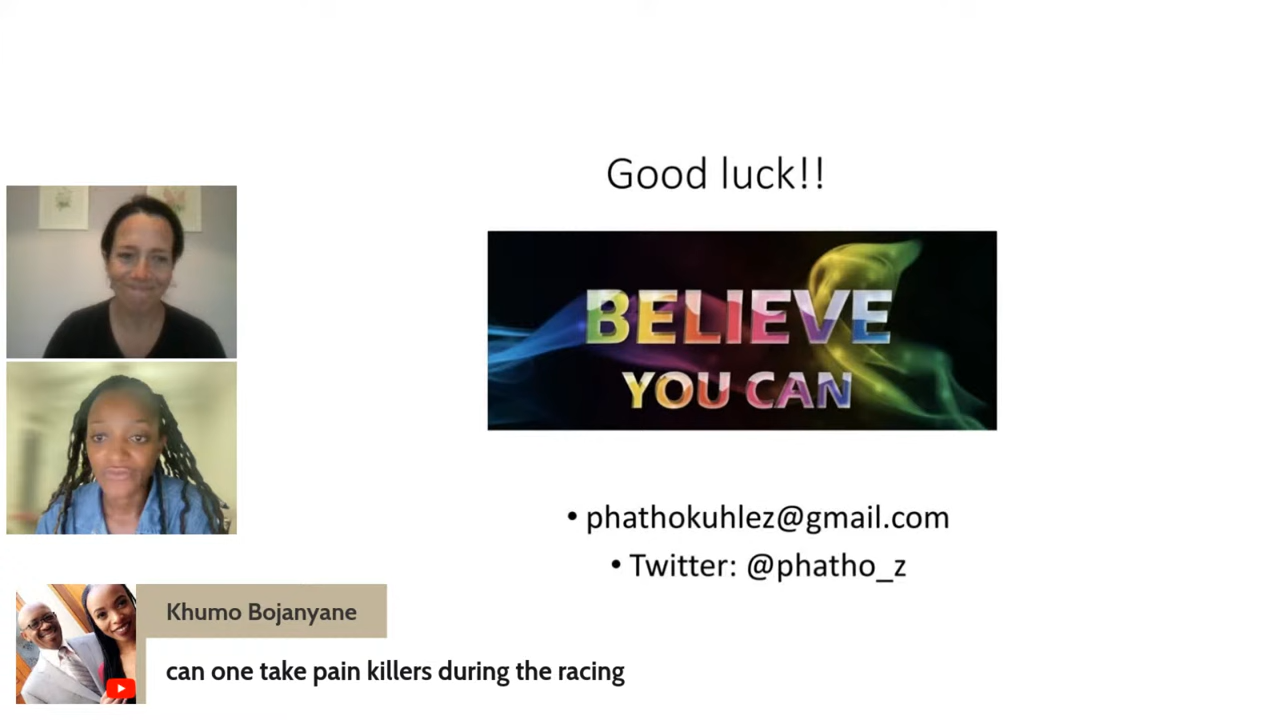 Good luck!!
BELIEVE
YOU CAN
• phathokuhlez@gmail.com
• Twitter: @phatho_z
Khumo Bojanyane
can one take pain killers during the racing